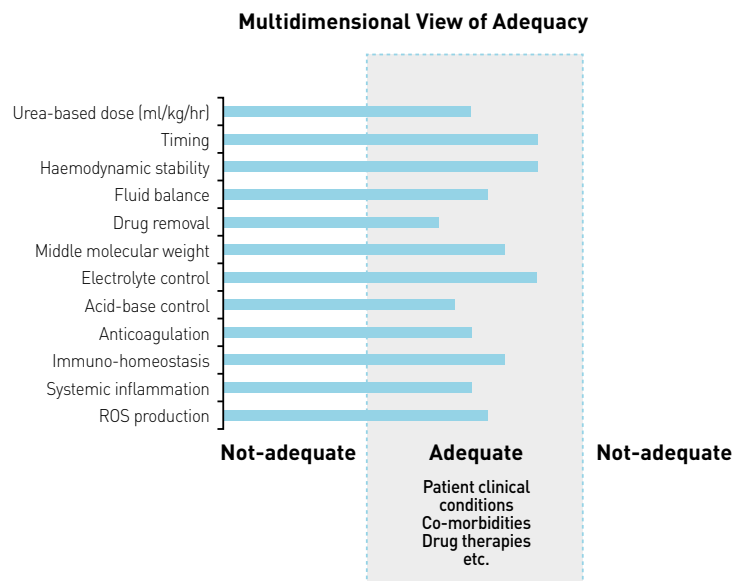 Multidimensional View of Adequacy
Urea-based dose (ml/kg/hr)
Timing
Haemodynamic stability
Fluid balance
Drug removal
Middle molecular weight
Electrolyte control
Acid-base control
Anticoagulation
Immuno-homeostasis
Systemic inflammation
ROS production
Not-adequate
Adequate
Not-adequate
Patient clinical
conditions
Co-morbidities
Drug therapies
etc.